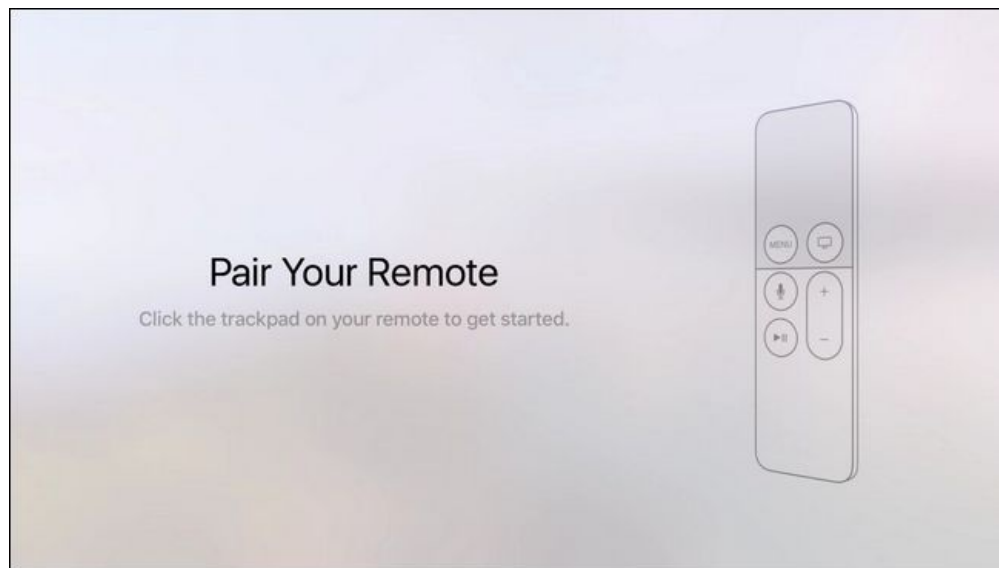 Pair Your Remote
Click the trackpad on your remote to get started.
MENU
+
−